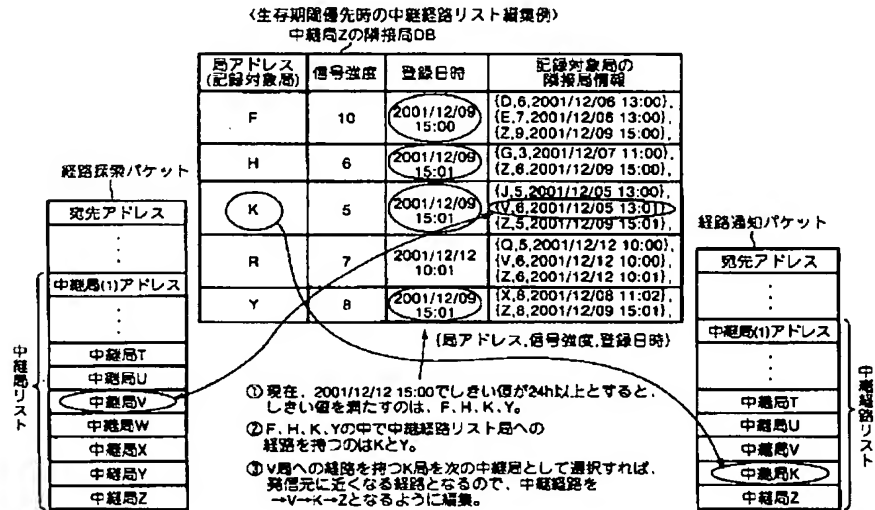 〈生存期間優先時の中継経路リスト編集例〉
中継局Zの隣接局DB
局アドレス
(記録対象局)
信号強度
登録日時
記録対象局の
隣接局情報
F
10
2001/12/09
15:00
{D,6,2001/12/06 13:00},
{E,7,2001/12/06 13:00},
{Z,9,2001/12/09 15:00},
H
6
2001/12/09
15:01
{G,3,2001/12/07 11:00},
{Z,6,2001/12/09 15:00},
K
5
2001/12/09
15:01
{J,5,2001/12/05 13:00},
{V,6,2001/12/05 13:01}
{Z,5,2001/12/09 15:01},
R
7
2001/12/12
10:01
{Q,5,2001/12/12 10:00},
{V,6,2001/12/12 10:00},
{Z,6,2001/12/12 10:01},
Y
8
2001/12/09
15:01
{X,8,2001/12/08 11:02},
{Z,8,2001/12/09 15:01},
{局アドレス,信号強度,登録日時}
経路探索パケット
宛先アドレス
中継局(1)アドレス
中継局T
中継局U
中継局V
中継局W
中継局X
中継局Y
中継局Z
中継局リスト
①現在, 2001/12/12 15:00でしきい値が24h以上とすると,
しきい値を満たすのは, F, H, K, Y。
②F, H, K, Yの中で中継経路リスト局への
経路を持つのはKとY。
③V局への経路を持つK局を次の中継局として選択すれば,
発信元に近くなる経路となるので, 中継経路を
→V→K→Zとなるように編集。
経路通知パケット
宛先アドレス
中継局(1)アドレス
中継局T
中継局U
中継局V
中継局K
中継局Z
中継経路リスト